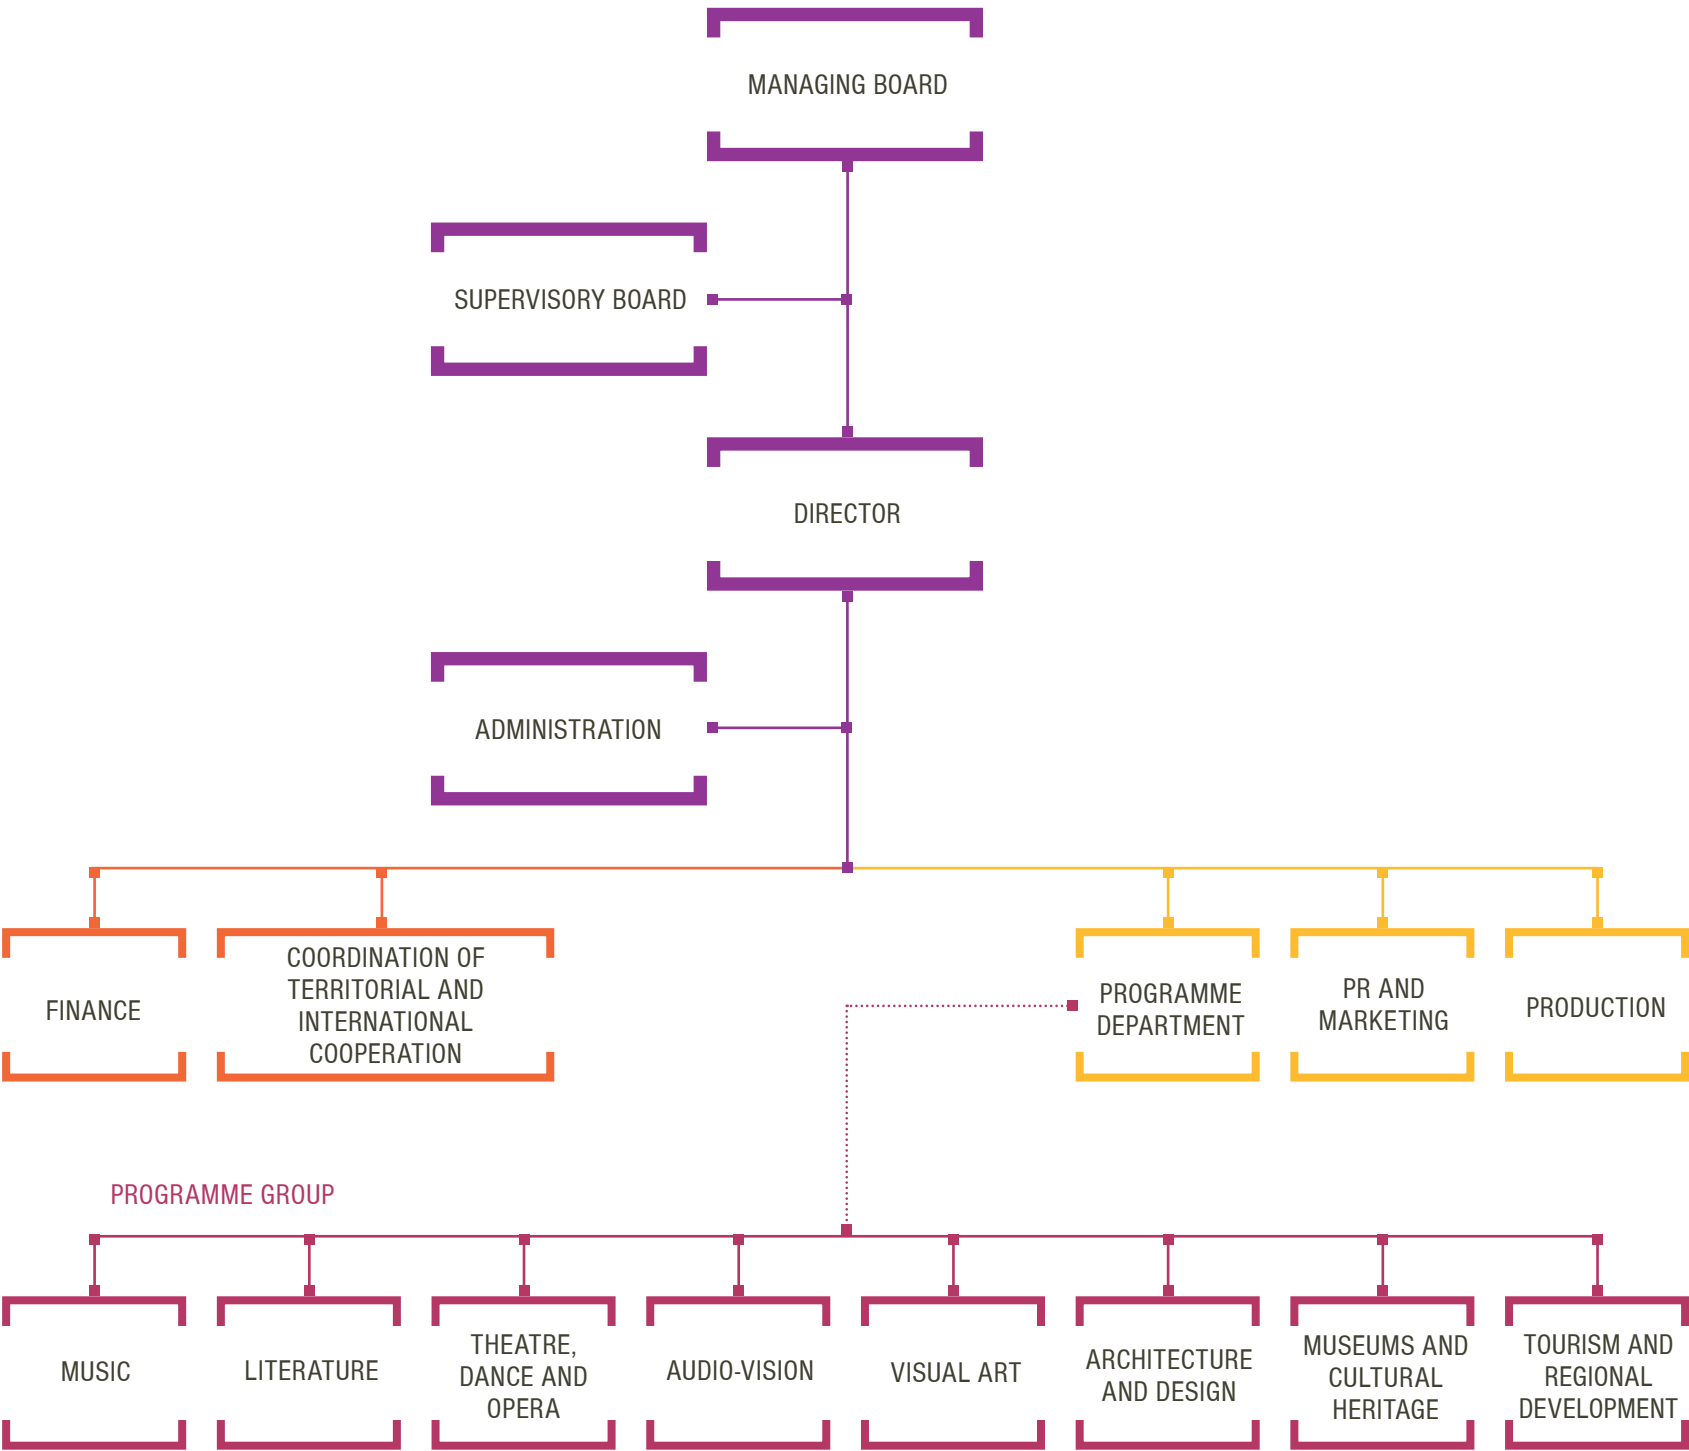 MANAGING BOARD
SUPERVISORY BOARD
DIRECTOR
ADMINISTRATION
FINANCE
COORDINATION OF
TERRITORIAL AND
INTERNATIONAL
COOPERATION
PROGRAMME
DEPARTMENT
PR AND
MARKETING
PRODUCTION
PROGRAMME GROUP
MUSIC
LITERATURE
THEATRE,
DANCE AND
OPERA
AUDIO-VISION
VISUAL ART
ARCHITECTURE
AND DESIGN
MUSEUMS AND
CULTURAL
HERITAGE
TOURISM AND
REGIONAL
DEVELOPMENT